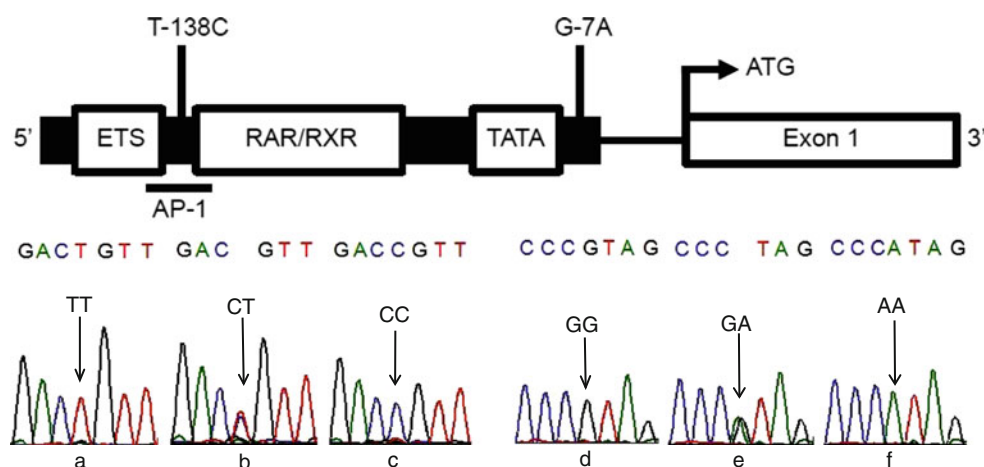 T-138C G-7A
ATG
5' ETS RAR/RXR TATA Exon 1 3'
AP-1
GACTGTT GAC GTT GACCGTT CCCGTAG CCC TAG CCCATAG
TT CT CC GG GA AA
a b c d e f